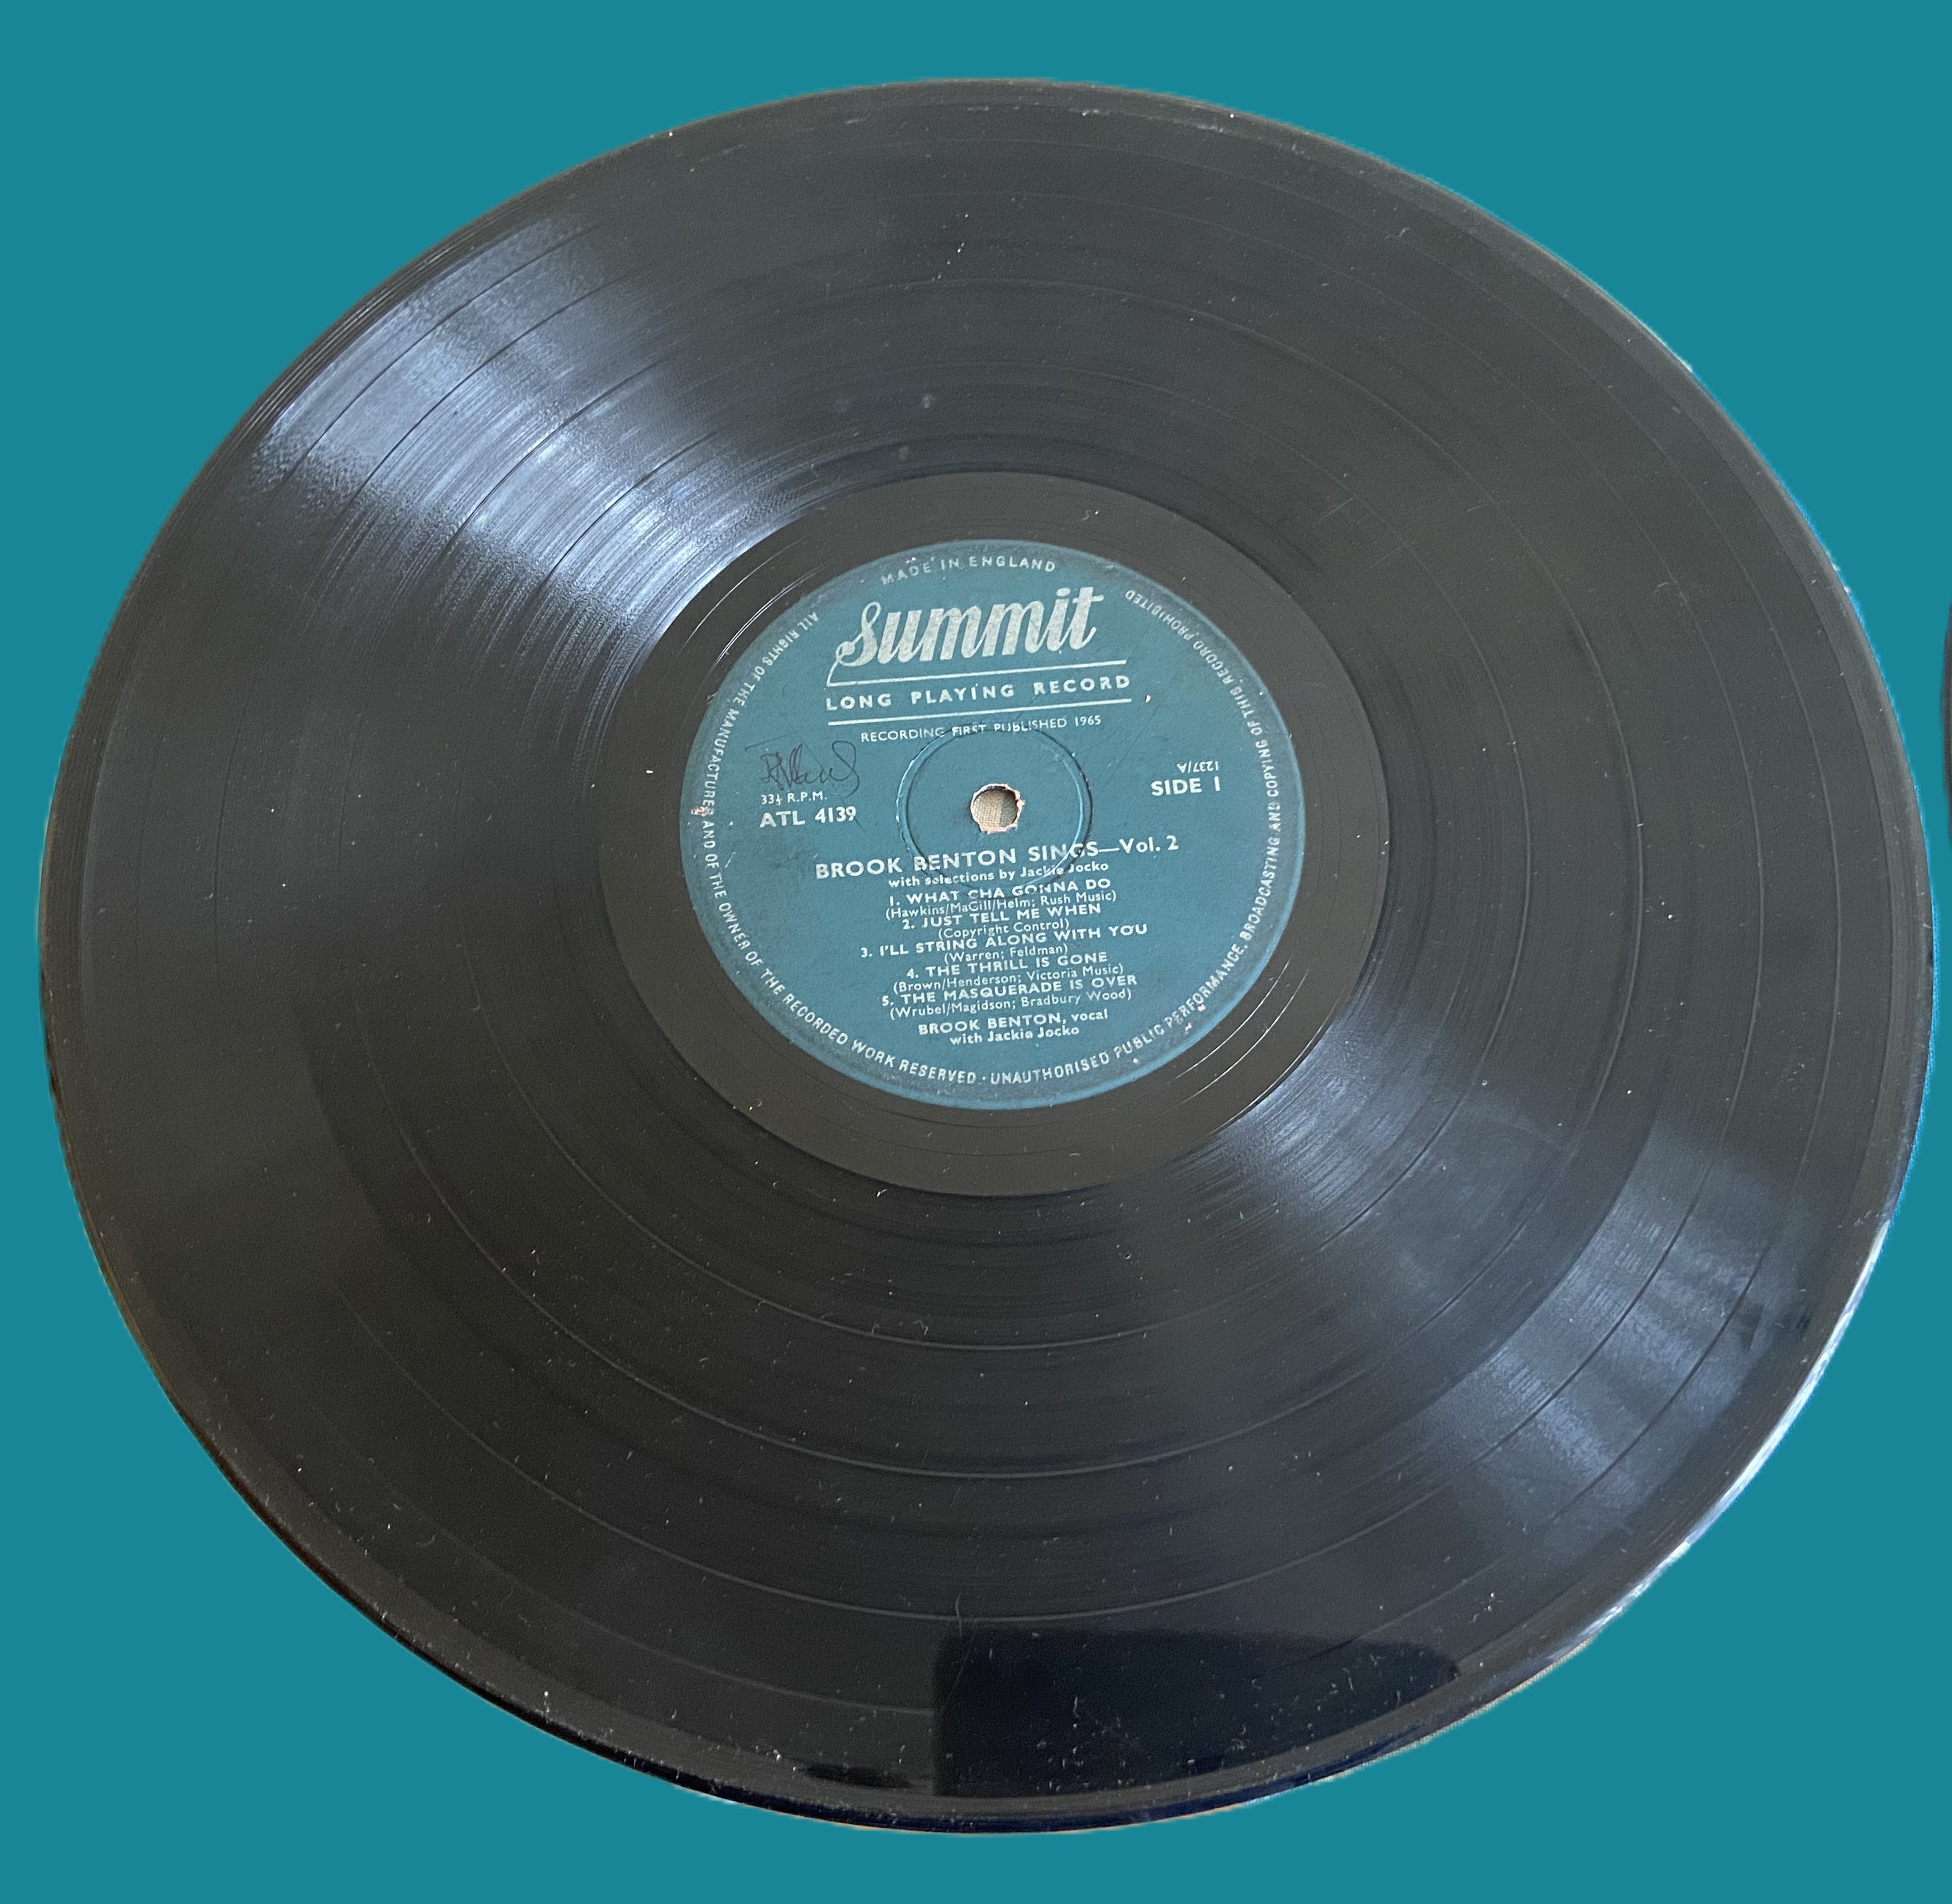 MADE IN ENGLAND
Summit
LONG PLAYING RECORD
RECORDING FIRST PUBLISHED 1965
1237/A
33⅓ R.P.M.
SIDE 1
ATL 4139
BROOK BENTON SINGS—Vol. 2
with selections by Jackie Jocko
1. WHAT CHA GONNA DO
(Hawkins/MaGill/Helm; Rush Music)
2. JUST TELL ME WHEN
(Copyright Control)
3. I'LL STRING ALONG WITH YOU
(Warren; Feldman)
4. THE THRILL IS GONE
(Brown/Henderson; Victoria Music)
5. THE MASQUERADE IS OVER
(Wrubel/Magidson; Bradbury Wood)
BROOK BENTON, vocal
with Jackie Jocko
ALL RIGHTS OF THE MANUFACTURER AND OF THE OWNER OF THE RECORDED WORK RESERVED · UNAUTHORISED PUBLIC PERFORMANCE, BROADCASTING AND COPYING OF THIS RECORD PROHIBITED